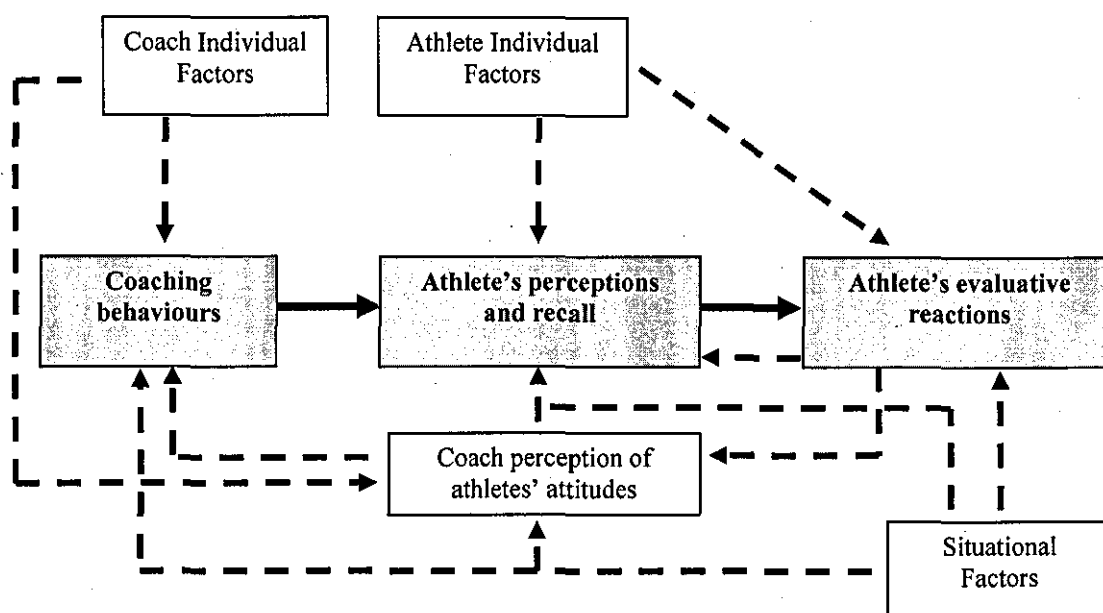 Coach Individual
Factors
Athlete Individual
Factors
Coaching
behaviours
Athlete's perceptions
and recall
Athlete's evaluative
reactions
Coach perception of
athletes' attitudes
Situational
Factors